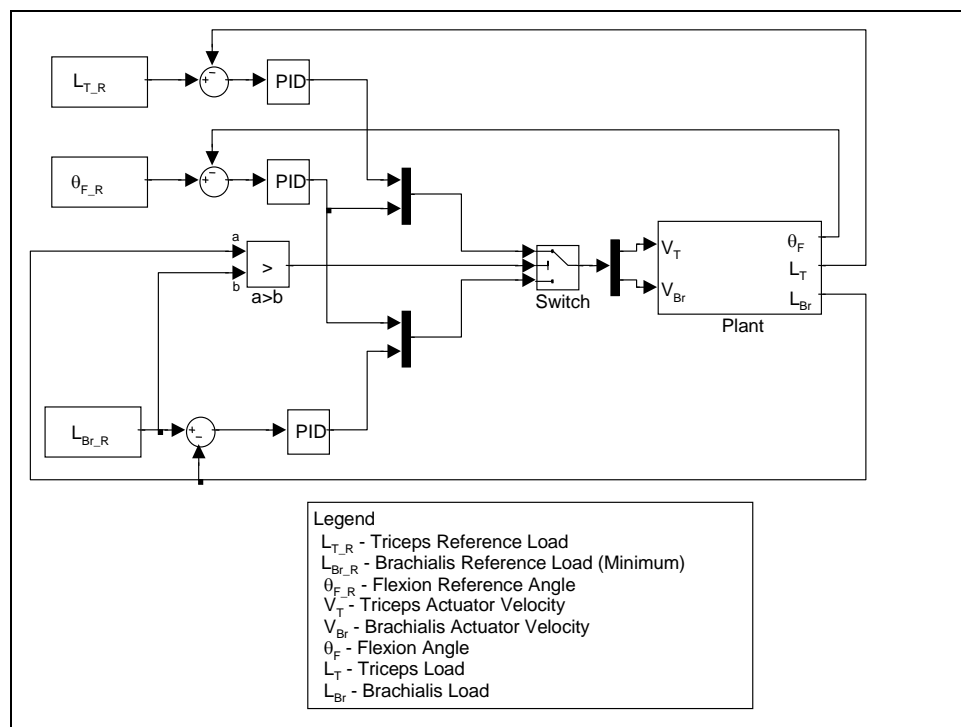 L_T_R
+
−
PID
θ_F_R
+
−
PID
a
b
>
a>b
Switch
V_T
V_Br
θ_F
L_T
L_Br
Plant
L_Br_R
+
−
PID
Legend
L_T_R - Triceps Reference Load
L_Br_R - Brachialis Reference Load (Minimum)
θ_F_R - Flexion Reference Angle
V_T - Triceps Actuator Velocity
V_Br - Brachialis Actuator Velocity
θ_F - Flexion Angle
L_T - Triceps Load
L_Br - Brachialis Load